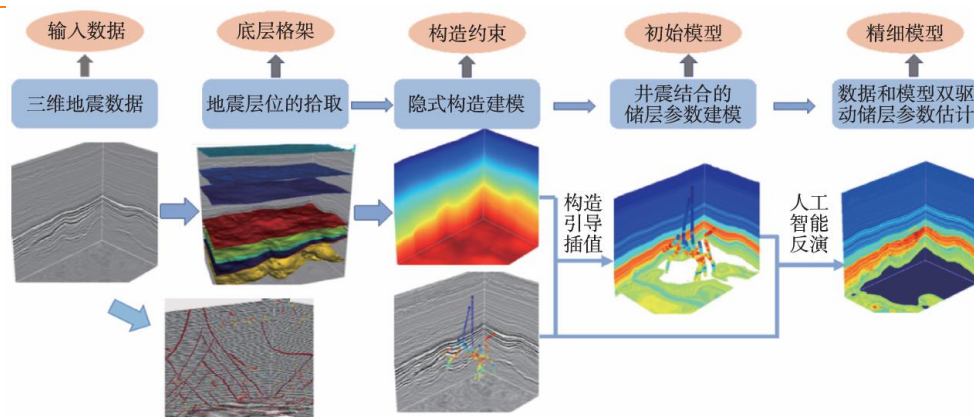 输入数据
底层格架
构造约束
初始模型
精细模型
三维地震数据
地震层位的拾取
隐式构造建模
井震结合的
储层参数建模
数据和模型双驱
动储层参数估计
构造
引导
插值
人工
智能
反演